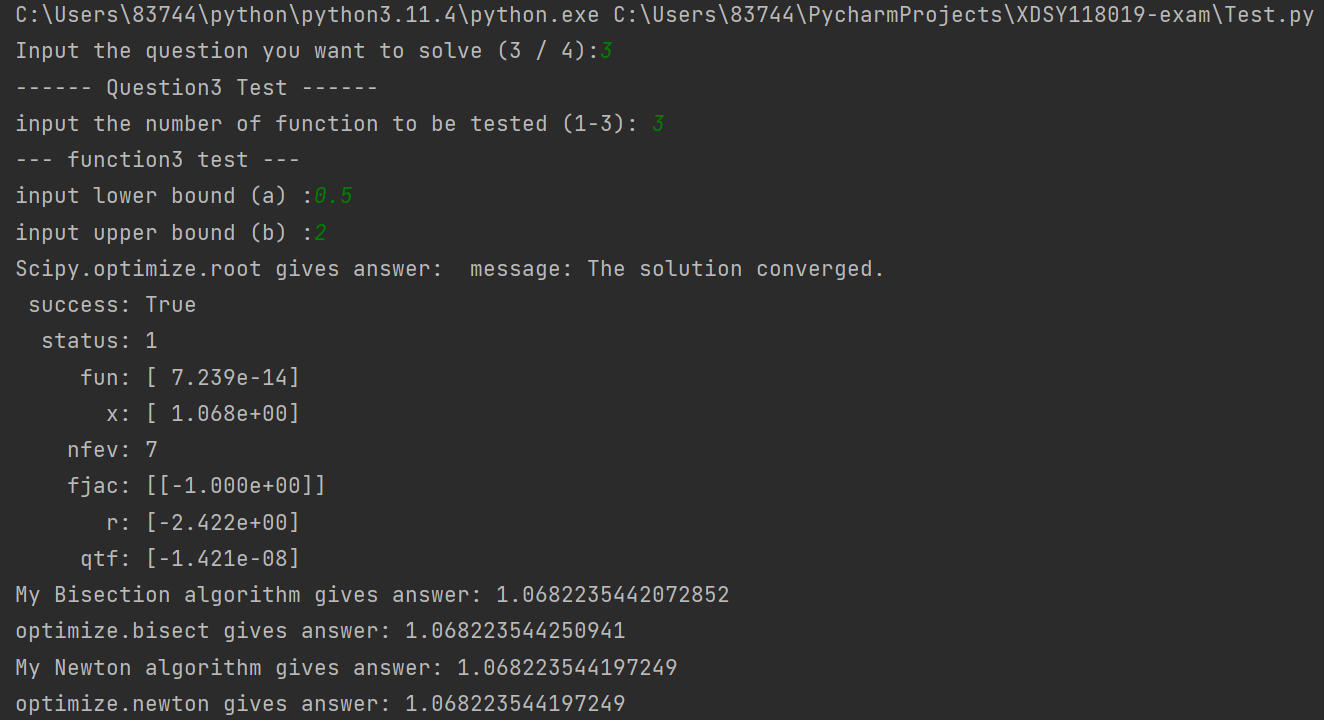 C:\Users\83744\python\python3.11.4\python.exe C:\Users\83744\PycharmProjects\XDSY118019-exam\Test.py
Input the question you want to solve (3 / 4):3
------ Question3 Test ------
input the number of function to be tested (1-3): 3
--- function3 test ---
input lower bound (a) :0.5
input upper bound (b) :2
Scipy.optimize.root gives answer:  message: The solution converged.
 success: True
  status: 1
     fun: [ 7.239e-14]
       x: [ 1.068e+00]
    nfev: 7
    fjac: [[-1.000e+00]]
       r: [-2.422e+00]
     qtf: [-1.421e-08]
My Bisection algorithm gives answer: 1.0682235442072852
optimize.bisect gives answer: 1.068223544250941
My Newton algorithm gives answer: 1.068223544197249
optimize.newton gives answer: 1.068223544197249